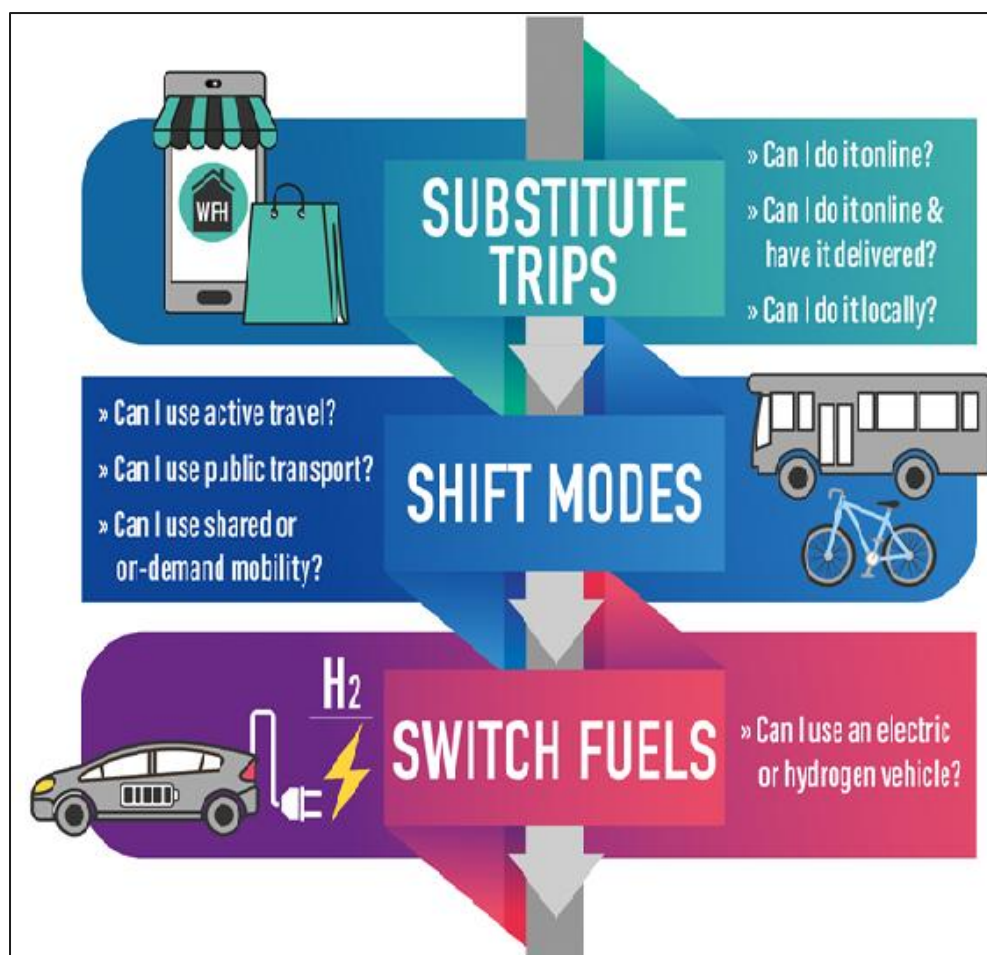 WFH
SUBSTITUTE
TRIPS
» Can I do it online?
» Can I do it online &
have it delivered?
» Can I do it locally?
» Can I use active travel?
» Can I use public transport?
» Can I use shared or
on-demand mobility?
SHIFT MODES
H2
SWITCH FUELS
» Can I use an electric
or hydrogen vehicle?